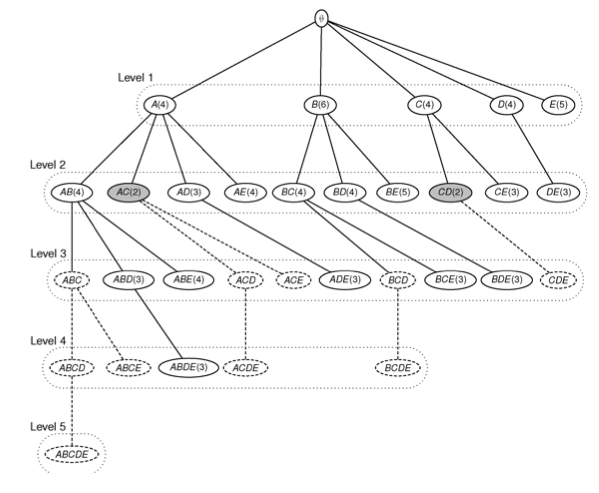 ∅
Level 1
A(4) B(6) C(4) D(4) E(5)
Level 2
AB(4) AC(2) AD(3) AE(4) BC(4) BD(4) BE(5) CD(2) CE(3) DE(3)
Level 3
ABC ABD(3) ABE(4) ACD ACE ADE(3) BCD BCE(3) BDE(3) CDE
Level 4
ABCD ABCE ABDE(3) ACDE BCDE
Level 5
ABCDE